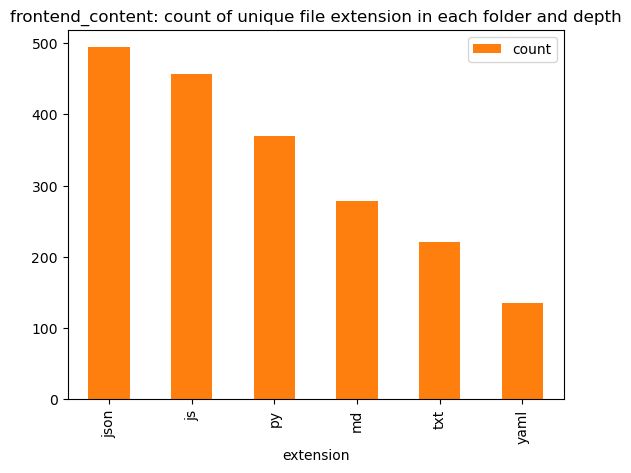 frontend_content: count of unique file extension in each folder and depth
count
500
400
300
200
100
0
json
js
py
md
txt
yaml
extension